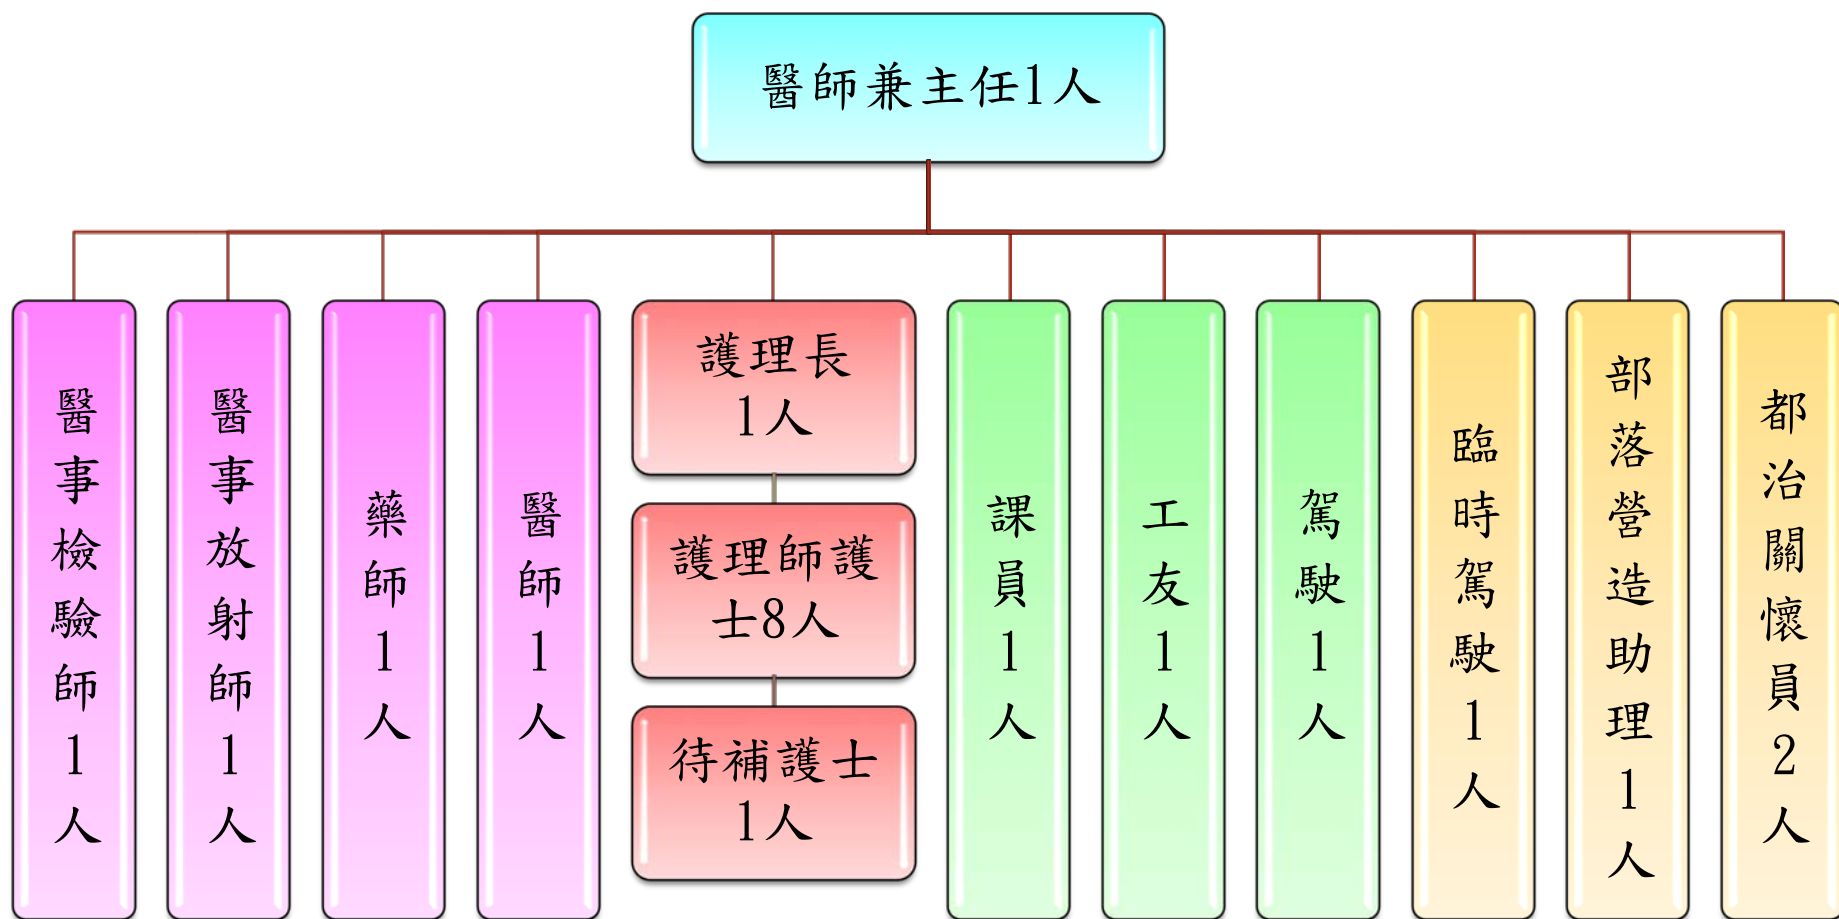 醫師兼主任1人
醫事檢驗師1人
醫事放射師1人
藥師1人
醫師1人
護理長
1人
護理師護
士8人
待補護士
1人
課員1人
工友1人
駕駛1人
臨時駕駛1人
部落營造助理1人
都治關懷員2人